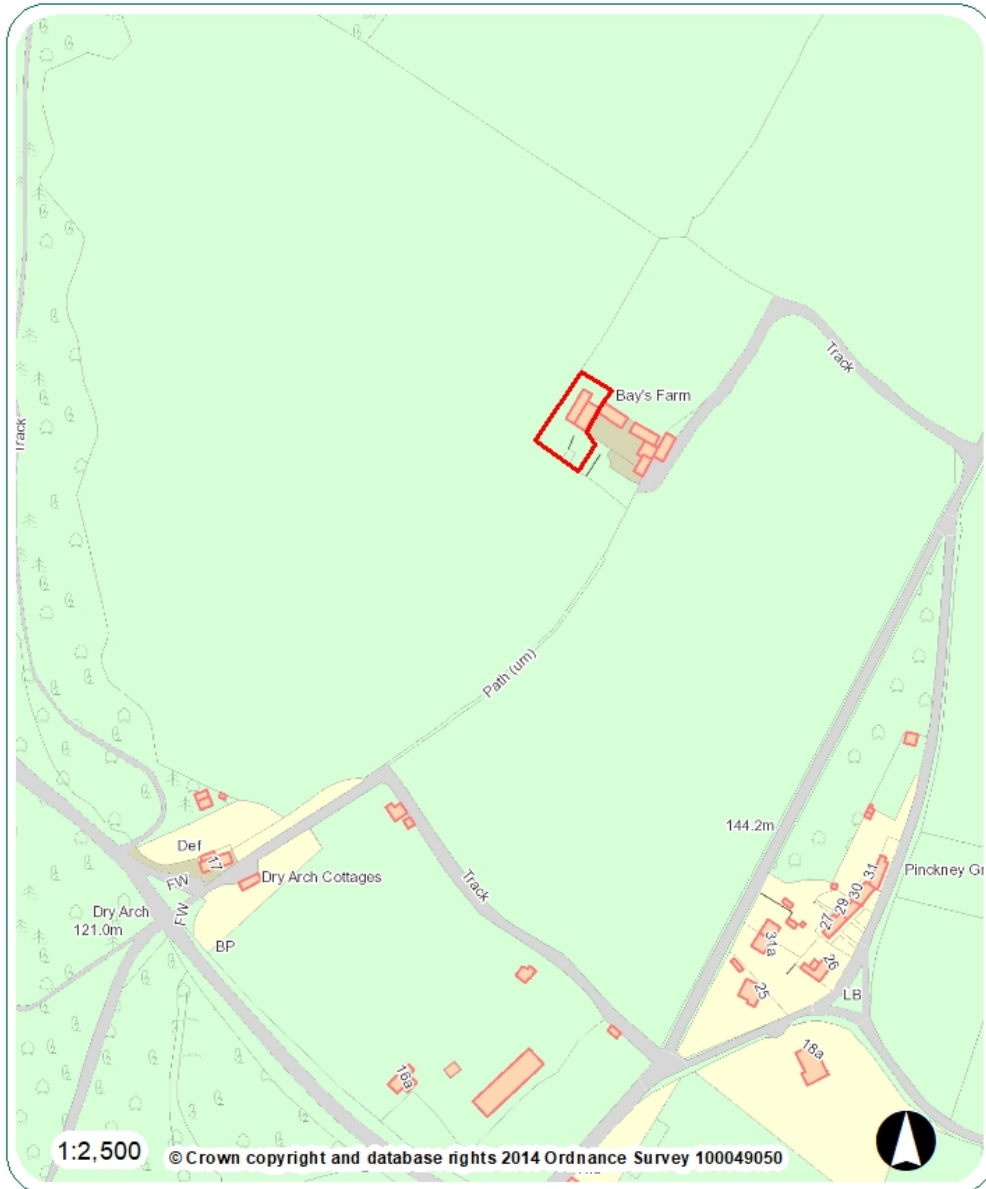 Bay's Farm
Track
Track
Path (um)
144.2m
Def
17
FW
FW
Dry Arch Cottages
Dry Arch
121.0m
BP
Track
Pinckney Gr
31
30
29
27
31a
26
25
LB
18a
16a
1:2,500
© Crown copyright and database rights 2014 Ordnance Survey 100049050